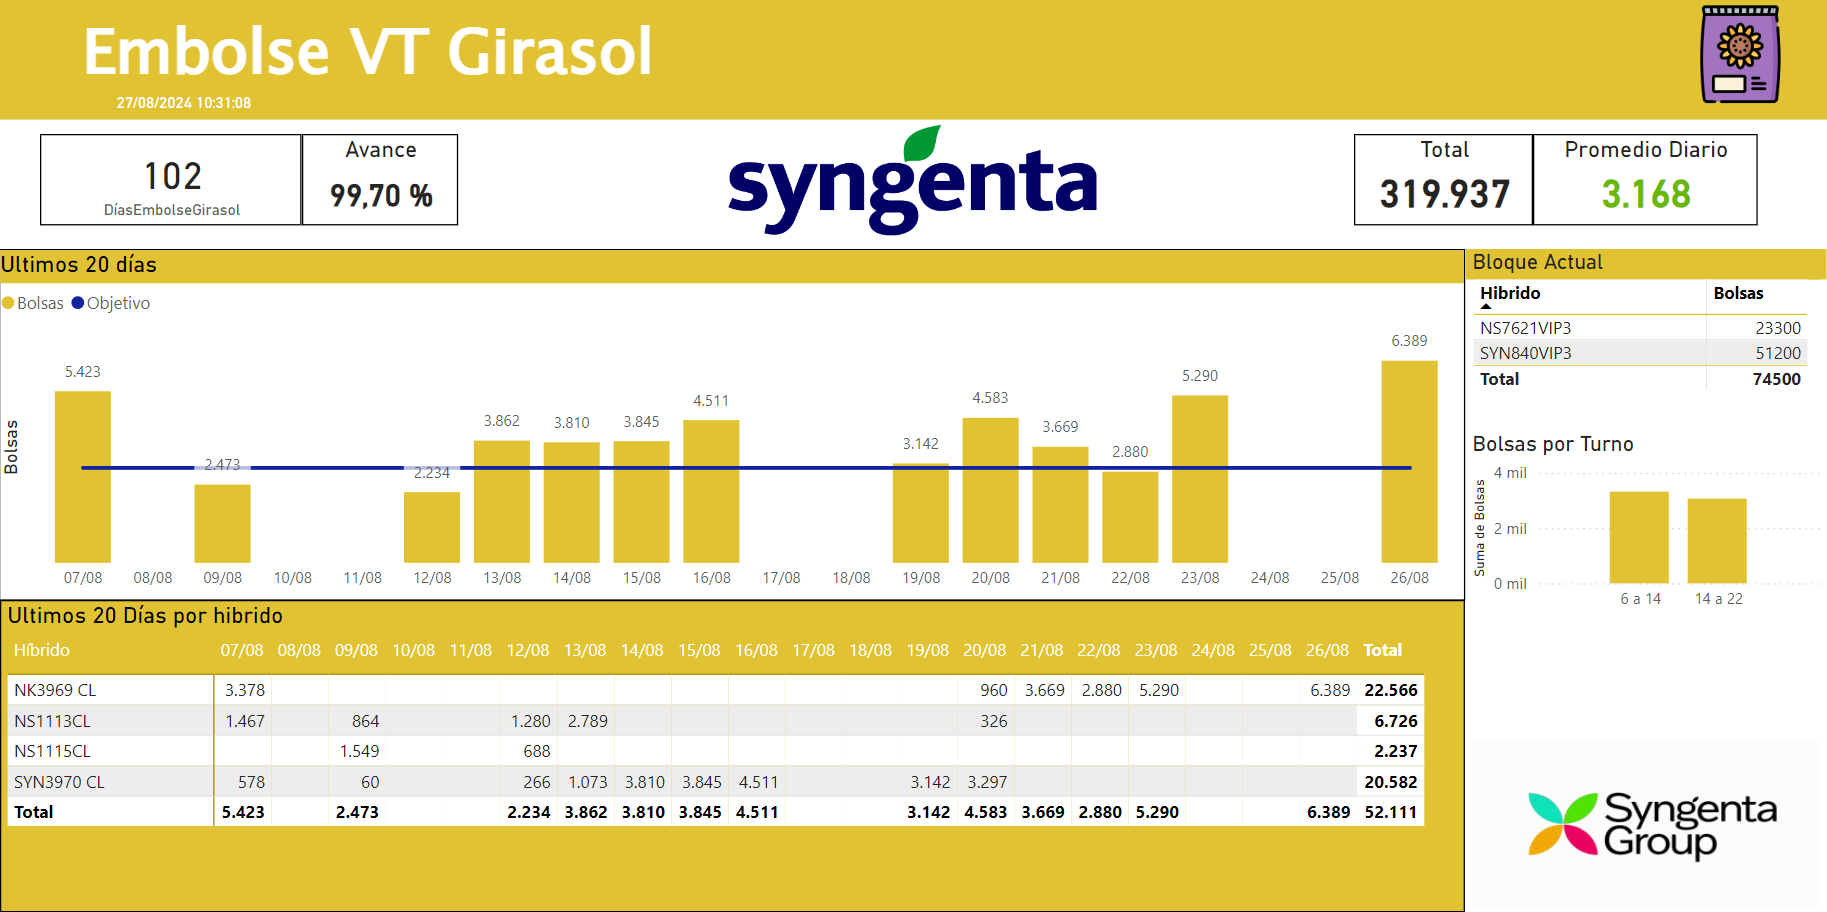 Embolse VT Girasol
27/08/2024 10:31:08
102
DíasEmbolseGirasol
Avance
99,70 %
syngenta
Total
319.937
Promedio Diario
3.168
Ultimos 20 días
Bolsas Objetivo
Bolsas
6.389
5.423
5.290
4.583
4.511
3.862
3.810
3.845
3.669
3.142
2.880
2.473
2.234
07/08 08/08 09/08 10/08 11/08 12/08 13/08 14/08 15/08 16/08 17/08 18/08 19/08 20/08 21/08 22/08 23/08 24/08 25/08 26/08
Bloque Actual
Hibrido Bolsas
NS7621VIP3 23300
SYN840VIP3 51200
Total 74500
Bolsas por Turno
Suma de Bolsas
4 mil
2 mil
0 mil
6 a 14 14 a 22
Ultimos 20 Días por hibrido
Híbrido 07/08 08/08 09/08 10/08 11/08 12/08 13/08 14/08 15/08 16/08 17/08 18/08 19/08 20/08 21/08 22/08 23/08 24/08 25/08 26/08 Total
NK3969 CL 3.378 960 3.669 2.880 5.290 6.389 22.566
NS1113CL 1.467 864 1.280 2.789 326 6.726
NS1115CL 1.549 688 2.237
SYN3970 CL 578 60 266 1.073 3.810 3.845 4.511 3.142 3.297 20.582
Total 5.423 2.473 2.234 3.862 3.810 3.845 4.511 3.142 4.583 3.669 2.880 5.290 6.389 52.111
Syngenta
Group